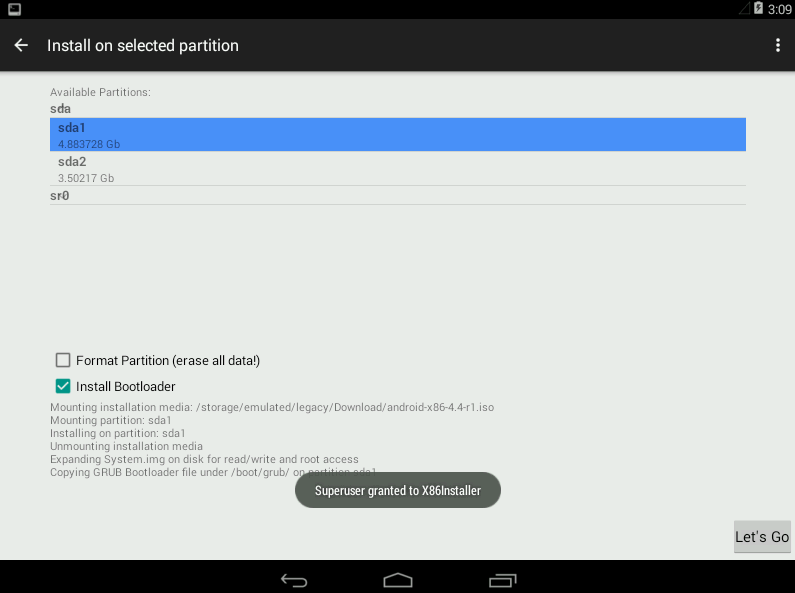 3:09
Install on selected partition
Available Partitions:
sda
sda1
4.883728 Gb
sda2
3.50217 Gb
sr0
Format Partition (erase all data!)
Install Bootloader
Mounting installation media: /storage/emulated/legacy/Download/android-x86-4.4-r1.iso
Mounting partition: sda1
Installing on partition: sda1
Unmounting installation media
Expanding System.img on disk for read/write and root access
Copying GRUB Bootloader file under /boot/grub/ on partition sda1
Superuser granted to X86Installer
Let's Go